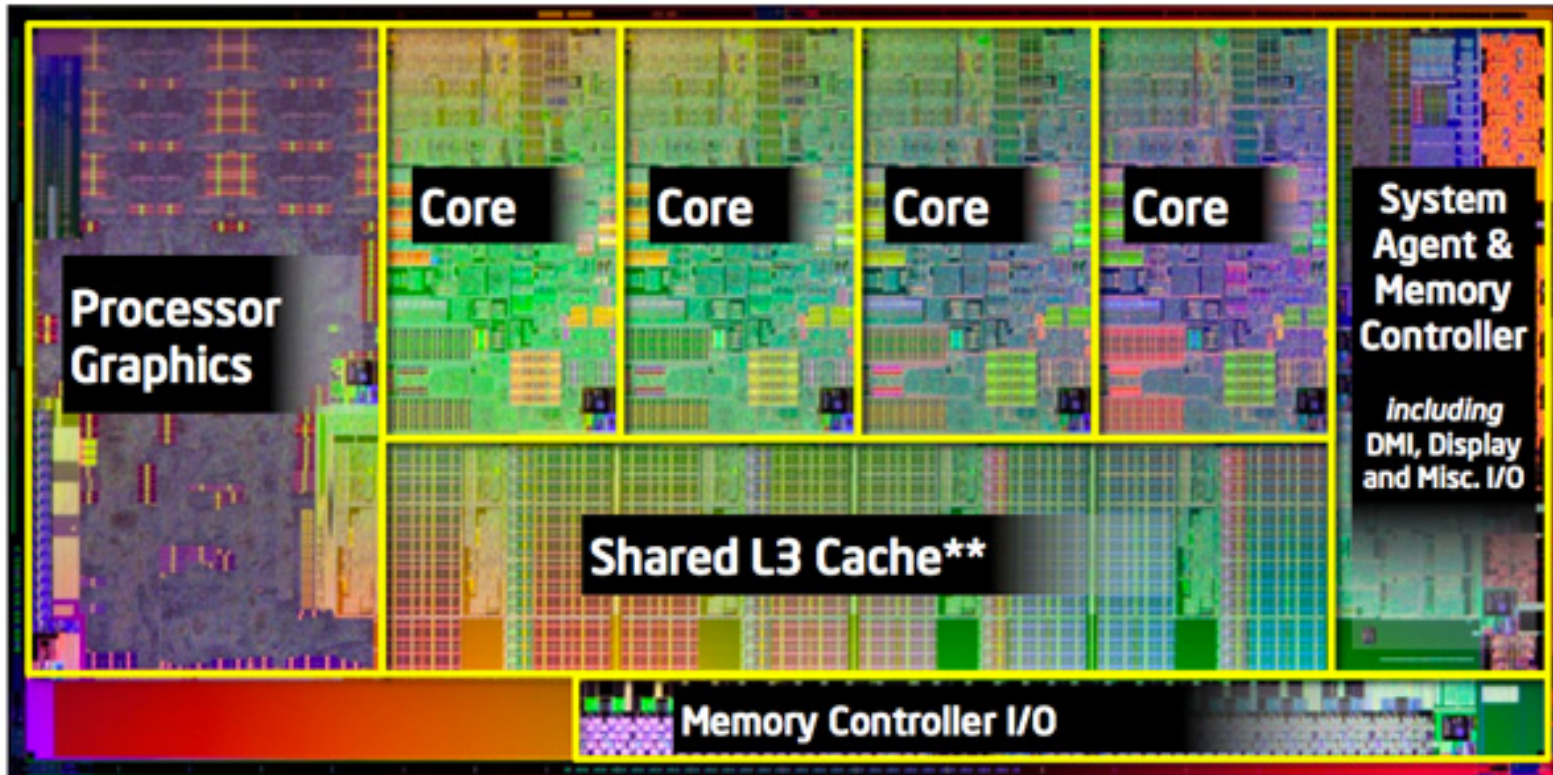 Processor
Graphics
Core
Core
Core
Core
System
Agent &
Memory
Controller
including
DMI, Display
and Misc. I/O
Shared L3 Cache**
Memory Controller I/O